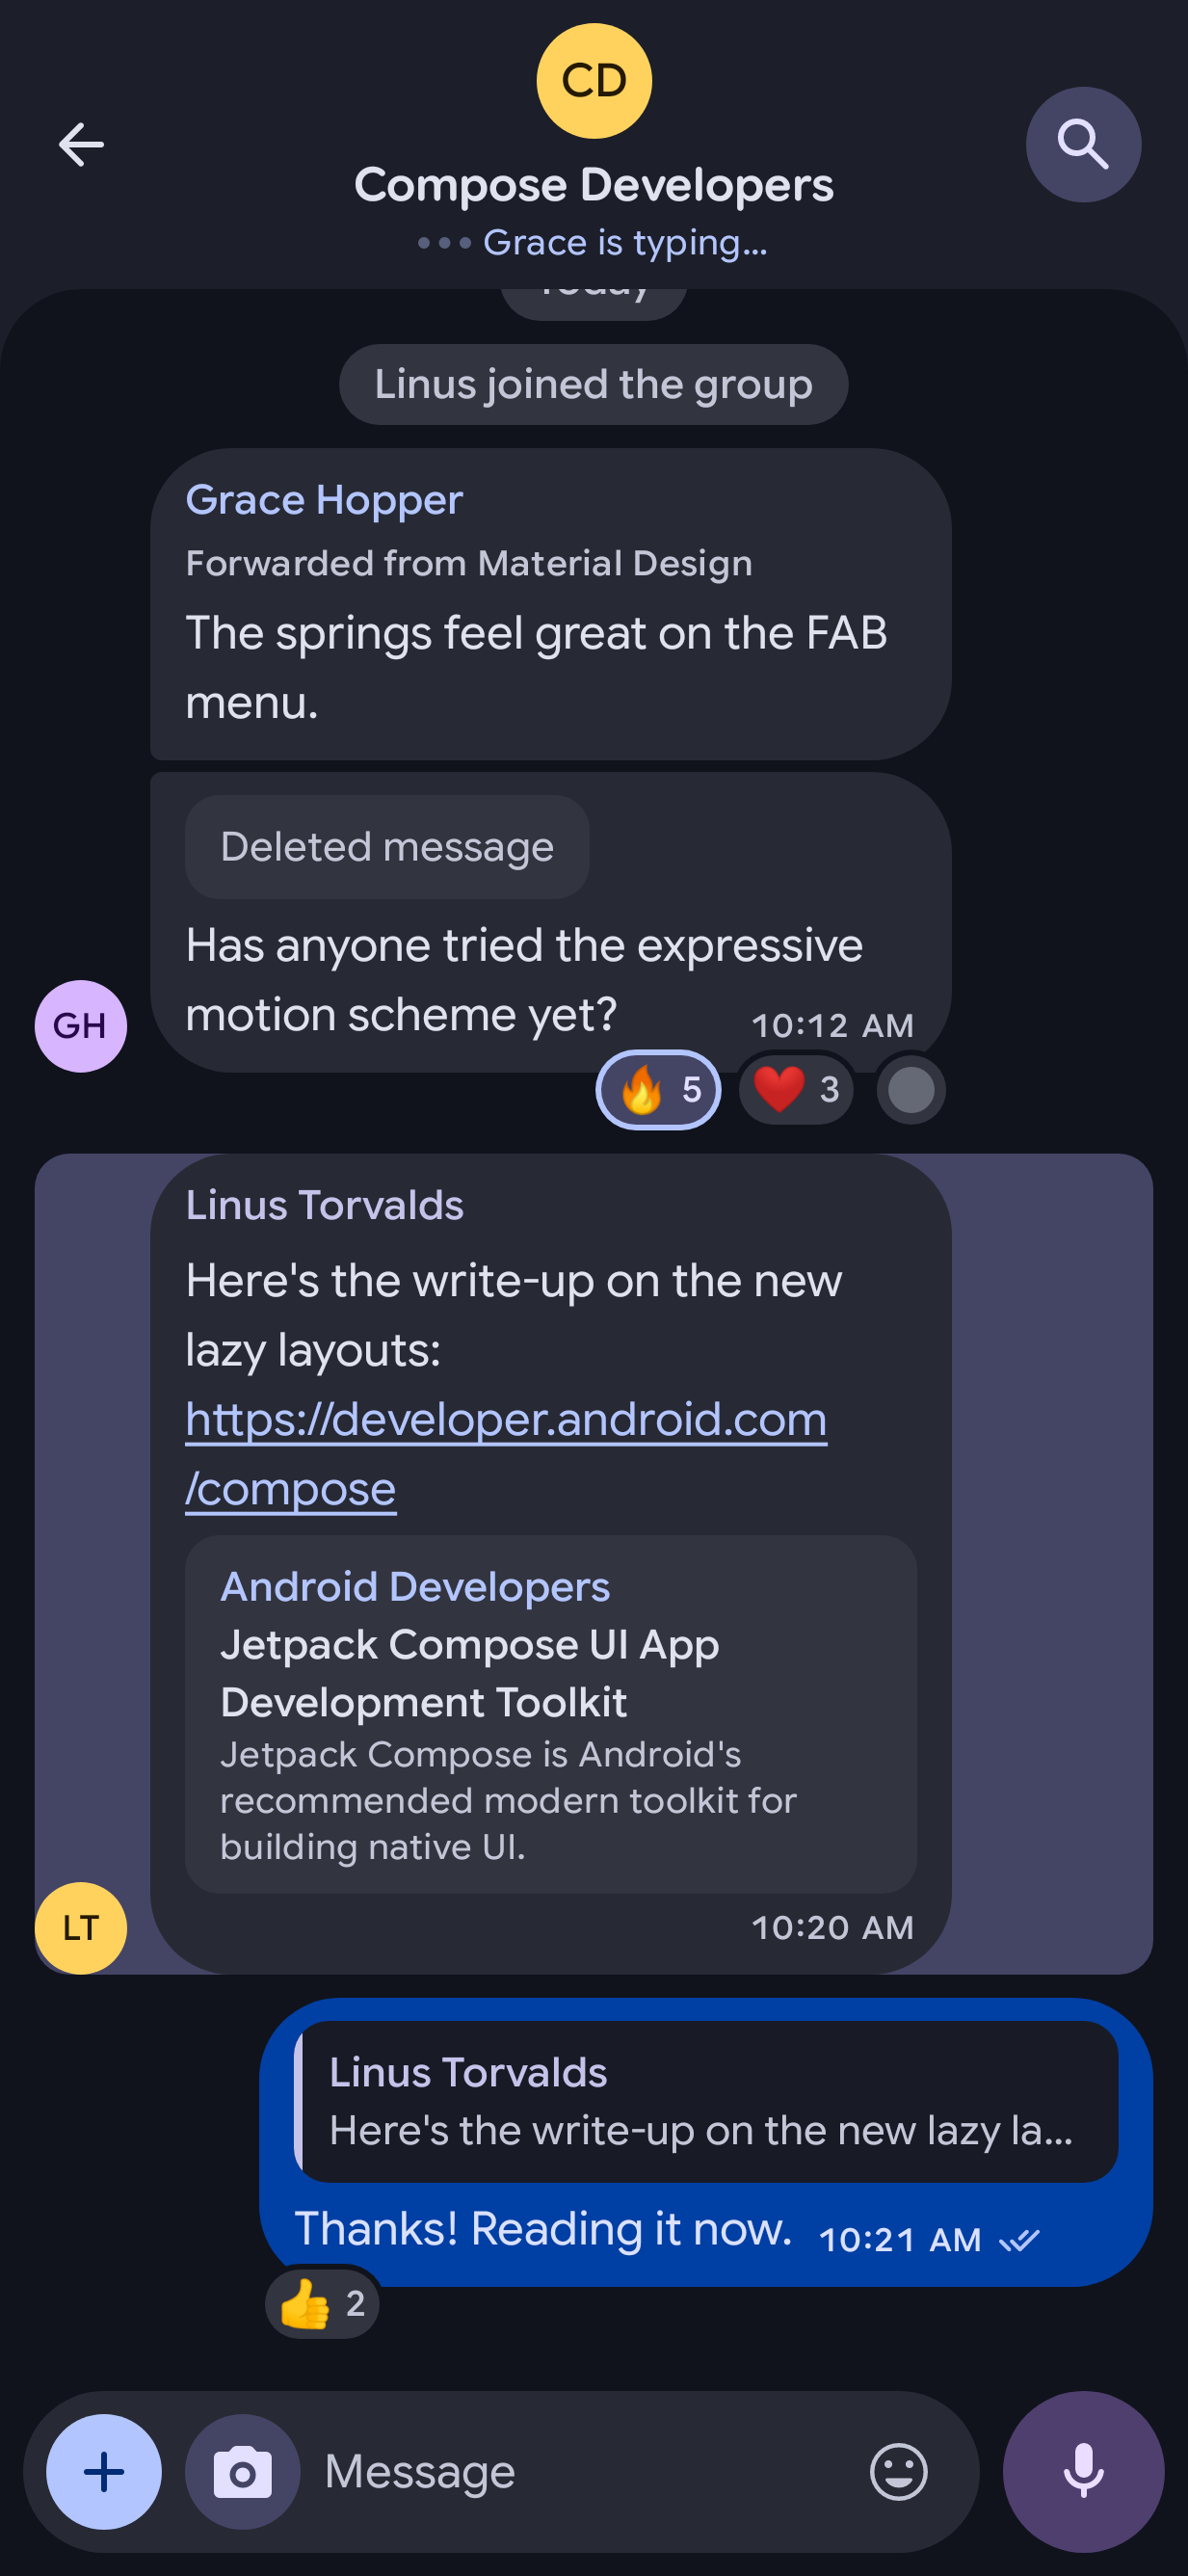 CD
Compose Developers
Grace is typing...
Today
Linus joined the group
Grace Hopper
Forwarded from Material Design
The springs feel great on the FAB
menu.
Deleted message
Has anyone tried the expressive
motion scheme yet?
10:12 AM
GH
5
3
Linus Torvalds
Here's the write-up on the new
lazy layouts:
https://developer.android.com
/compose
Android Developers
Jetpack Compose UI App
Development Toolkit
Jetpack Compose is Android's
recommended modern toolkit for
building native UI.
10:20 AM
LT
Linus Torvalds
Here's the write-up on the new lazy la...
Thanks! Reading it now.
10:21 AM
2
Message